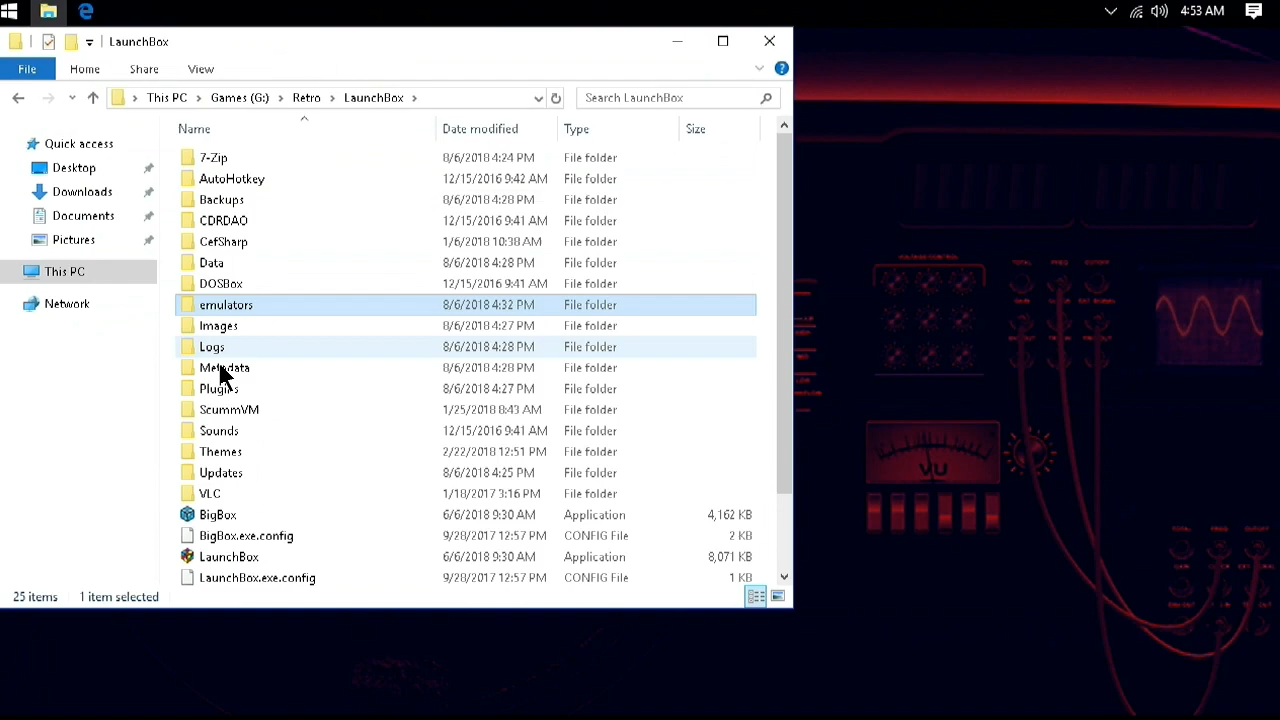 4:53 AM
LaunchBox
File Home Share View
This PC Games (G:) Retro LaunchBox Search LaunchBox
Name Date modified Type Size
Quick access
Desktop
Downloads
Documents
Pictures
This PC
Network
7-Zip 8/6/2018 4:24 PM File folder
AutoHotkey 12/15/2016 9:42 AM File folder
Backups 8/6/2018 4:28 PM File folder
CDRDAO 12/15/2016 9:41 AM File folder
CefSharp 1/6/2018 10:38 AM File folder
Data 8/6/2018 4:28 PM File folder
DOSBox 12/15/2016 9:41 AM File folder
emulators 8/6/2018 4:32 PM File folder
Images 8/6/2018 4:27 PM File folder
Logs 8/6/2018 4:28 PM File folder
Metadata 8/6/2018 4:28 PM File folder
Plugins 8/6/2018 4:27 PM File folder
ScummVM 1/25/2018 8:43 AM File folder
Sounds 12/15/2016 9:41 AM File folder
Themes 2/22/2018 12:51 PM File folder
Updates 8/6/2018 4:25 PM File folder
VLC 1/18/2017 3:16 PM File folder
BigBox 6/6/2018 9:30 AM Application 4,162 KB
BigBox.exe.config 9/28/2017 12:57 PM CONFIG File 2 KB
LaunchBox 6/6/2018 9:30 AM Application 8,071 KB
LaunchBox.exe.config 9/28/2017 12:57 PM CONFIG File 1 KB
25 items 1 item selected
VOLTAGE CONTROL
TOTAL
GAIN
VU
TOTAL
GAIN